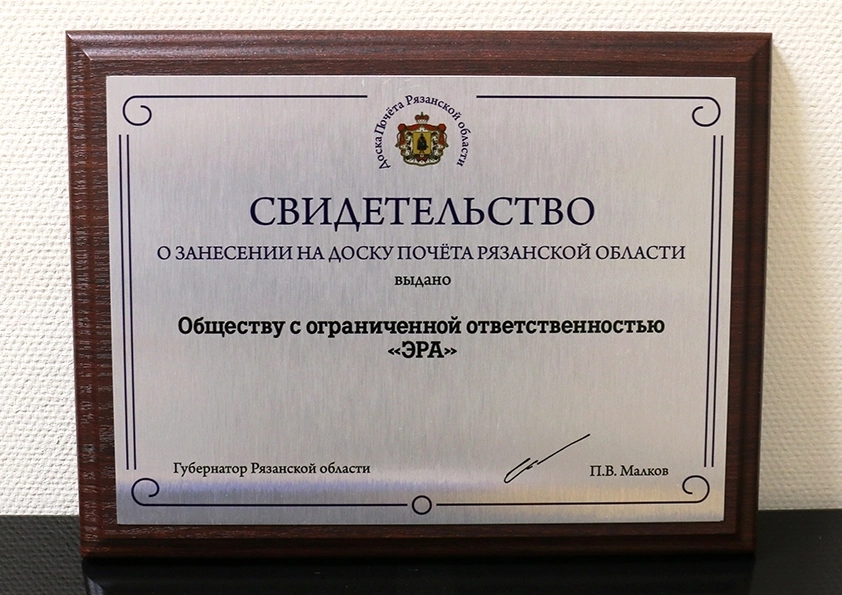 Доска Почёта Рязанской области
СВИДЕТЕЛЬСТВО
О ЗАНЕСЕНИИ НА ДОСКУ ПОЧЁТА РЯЗАНСКОЙ ОБЛАСТИ
выдано
Обществу с ограниченной ответственностью
«ЭРА»
Губернатор Рязанской области
П.В. Малков